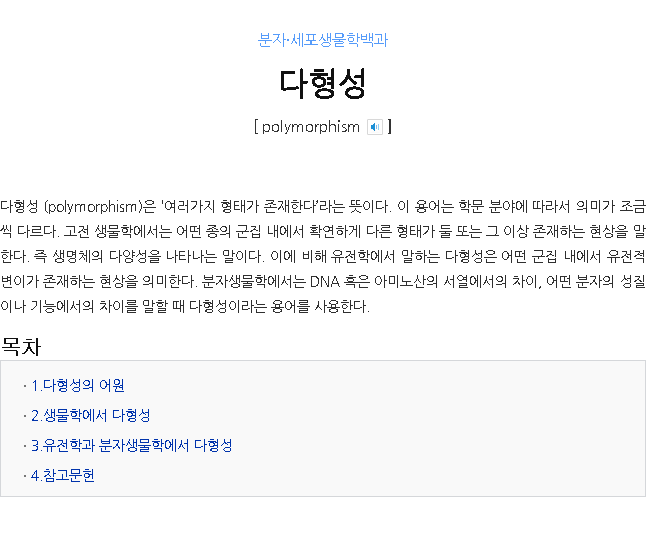 분자·세포생물학백과
다형성
[ polymorphism ]
다형성 (polymorphism)은 '여러가지 형태가 존재한다'라는 뜻이다. 이 용어는 학문 분야에 따라서 의미가 조금
씩 다르다. 고전 생물학에서는 어떤 종의 군집 내에서 확연하게 다른 형태가 둘 또는 그 이상 존재하는 현상을 말
한다. 즉 생명체의 다양성을 나타나는 말이다. 이에 비해 유전학에서 말하는 다형성은 어떤 군집 내에서 유전적
변이가 존재하는 현상을 의미한다. 분자생물학에서는 DNA 혹은 아미노산의 서열에서의 차이, 어떤 분자의 성질
이나 기능에서의 차이를 말할 때 다형성이라는 용어를 사용한다.
목차
· 1.다형성의 어원
· 2.생물학에서 다형성
· 3.유전학과 분자생물학에서 다형성
· 4.참고문헌